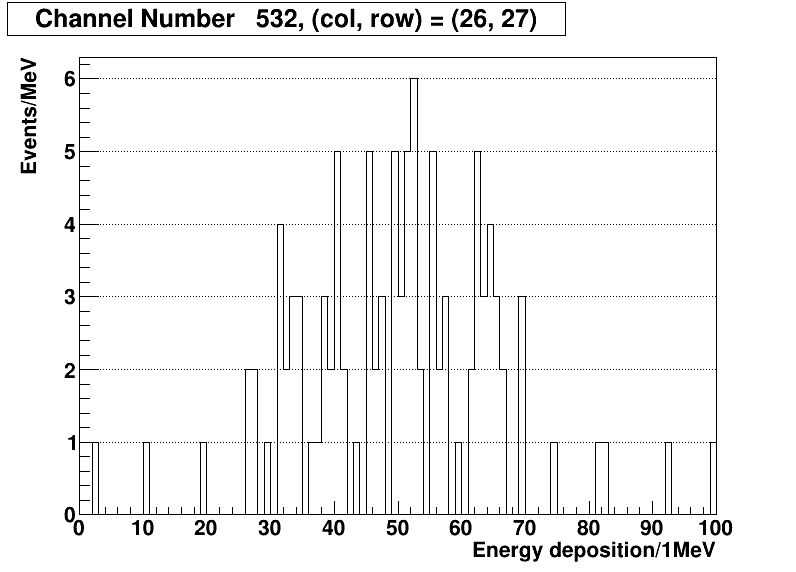 Channel Number   532, (col, row) = (26, 27)
Events/MeV
6
5
4
3
2
1
0
0 10 20 30 40 50 60 70 80 90 100
Energy deposition/1MeV